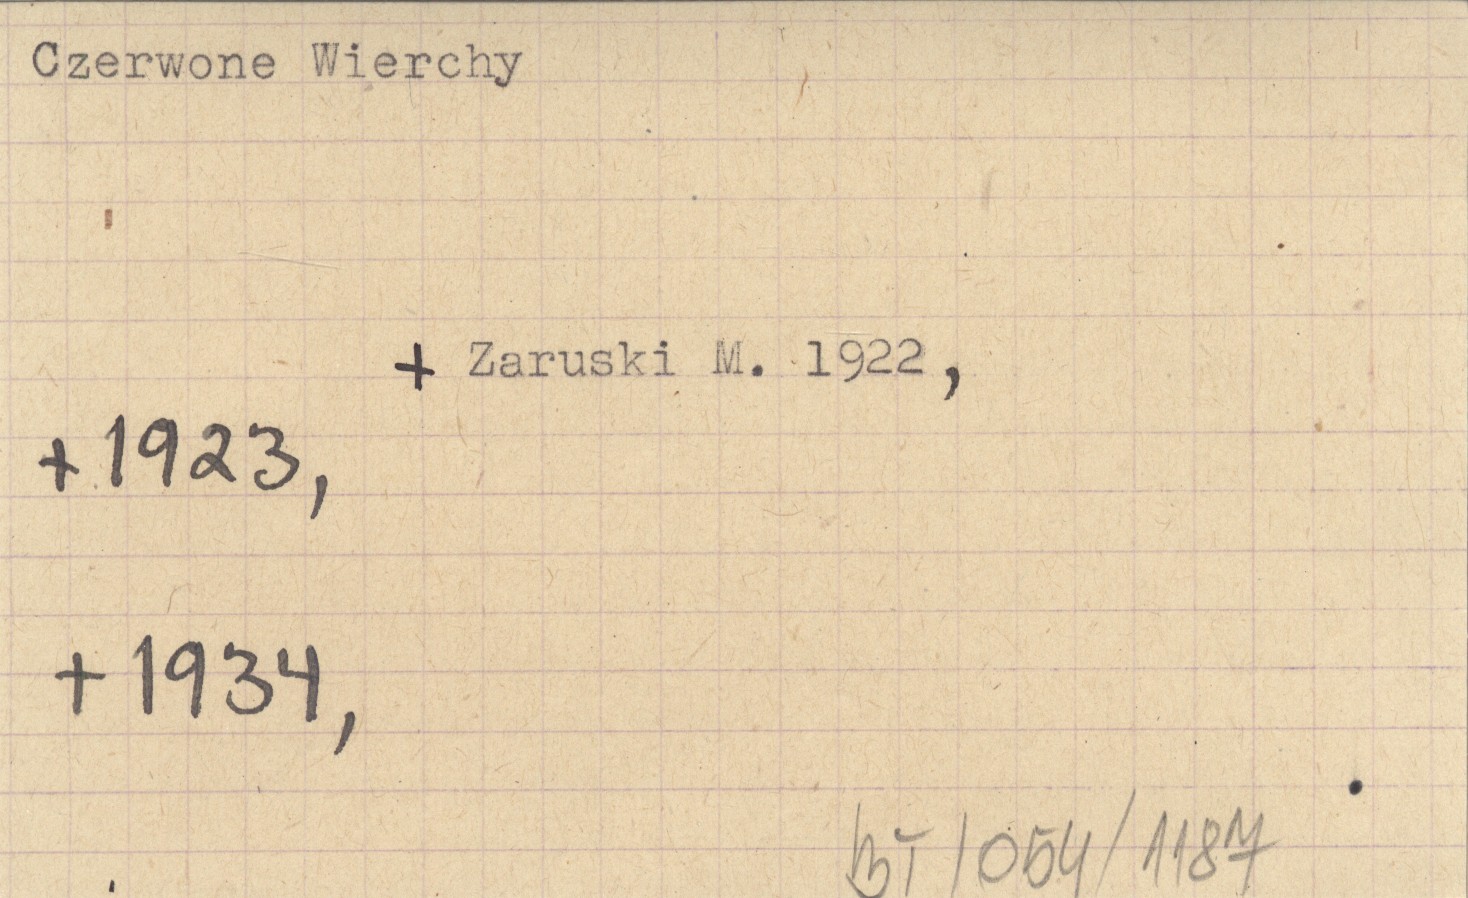 Czerwone Wierchy
+ Zaruski M. 1922,
+ 1923,
+ 1934,
BT/054/1187